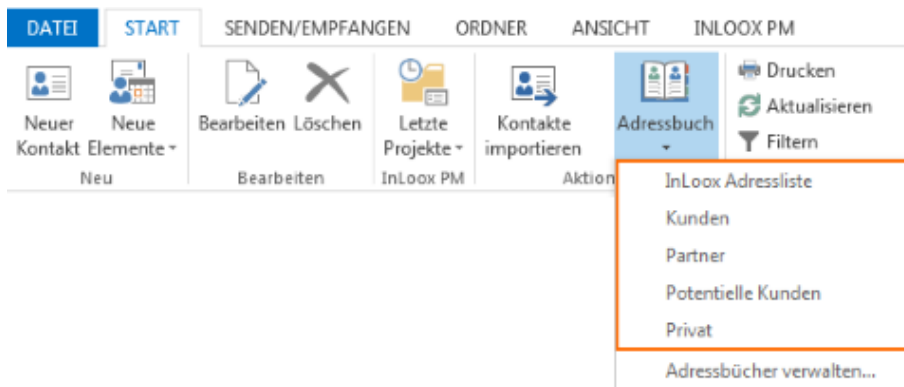 DATEI START SENDEN/EMPFANGEN ORDNER ANSICHT INLOOX PM
Neuer Kontakt
Neue Elemente
Bearbeiten
Löschen
Letzte Projekte
Kontakte importieren
Adressbuch
Drucken
Aktualisieren
Filtern
Neu
Bearbeiten
InLoox PM
Aktion
InLoox Adressliste
Kunden
Partner
Potentielle Kunden
Privat
Adressbücher verwalten...